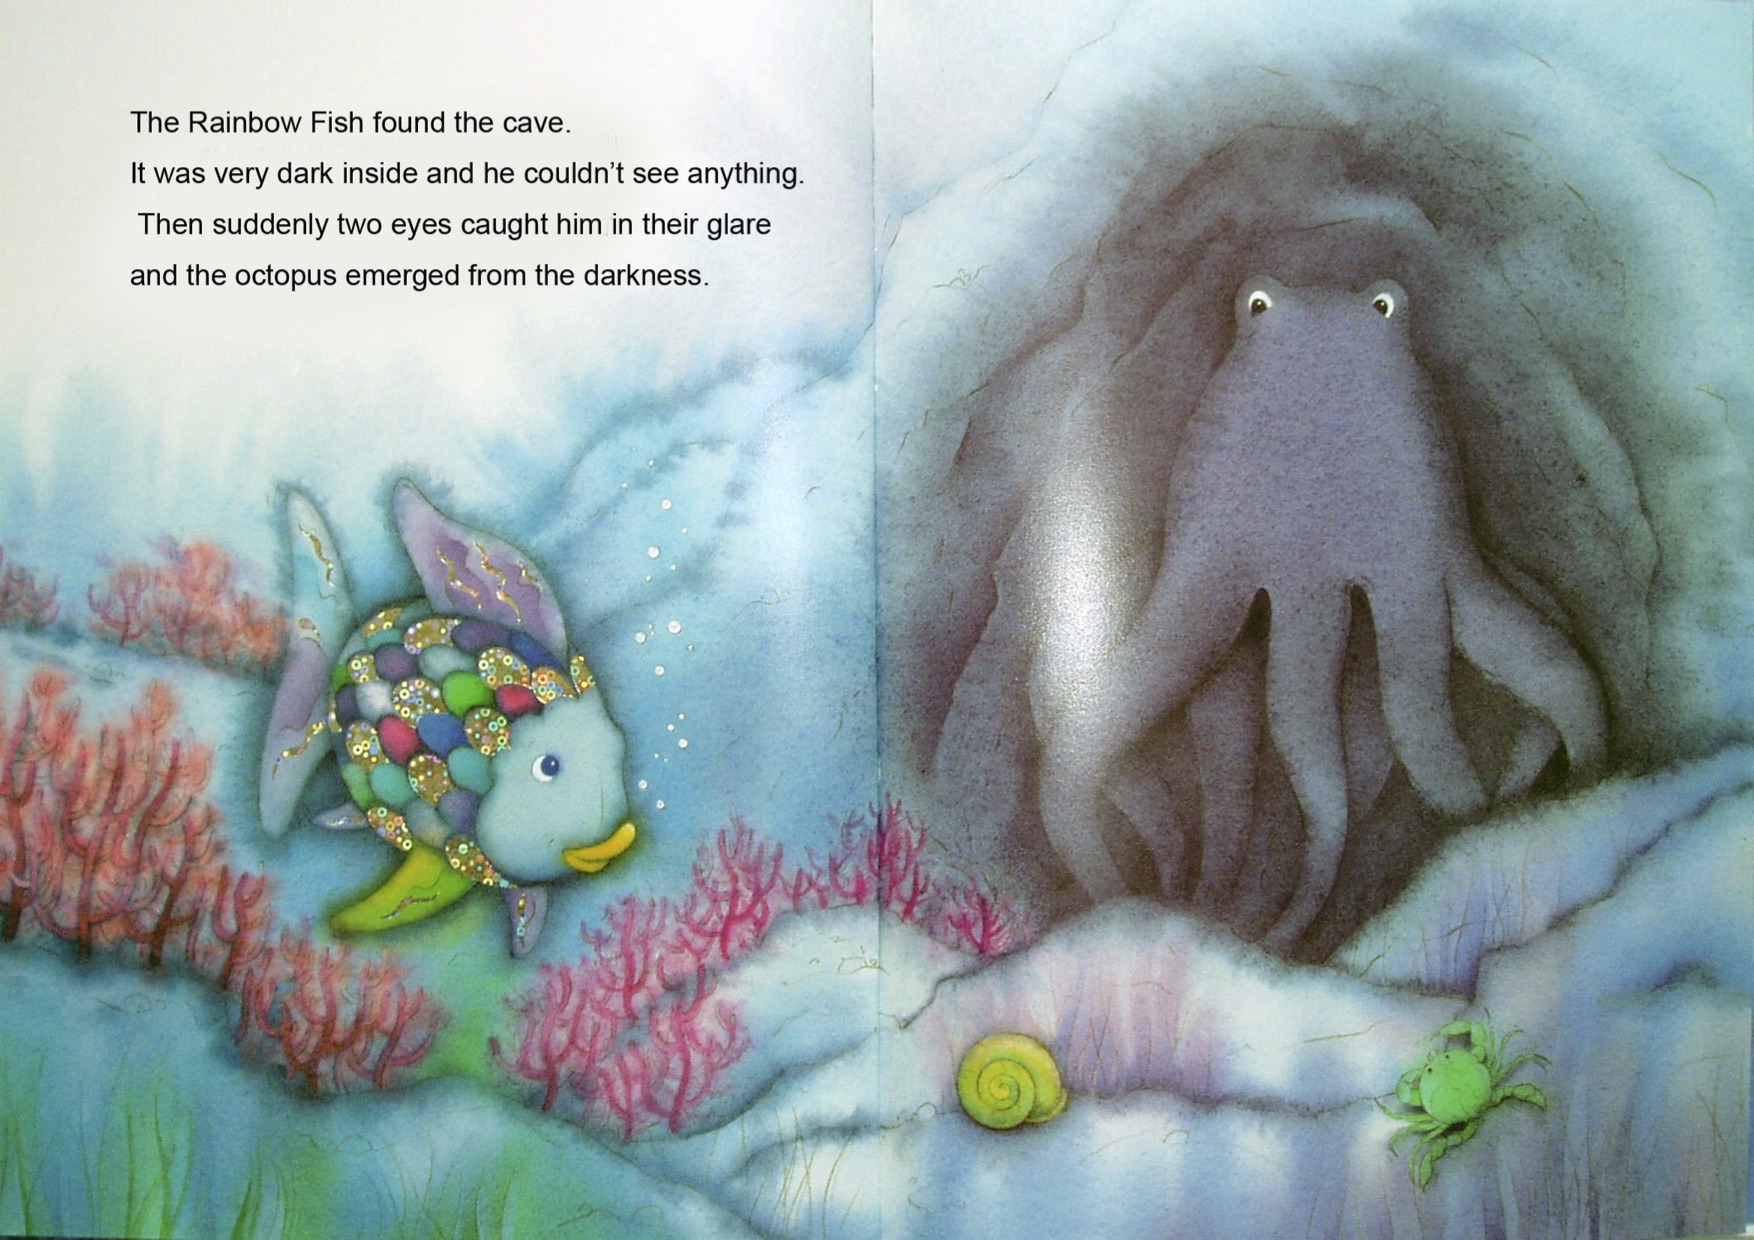 The Rainbow Fish found the cave.
It was very dark inside and he couldn't see anything.
Then suddenly two eyes caught him in their glare
and the octopus emerged from the darkness.